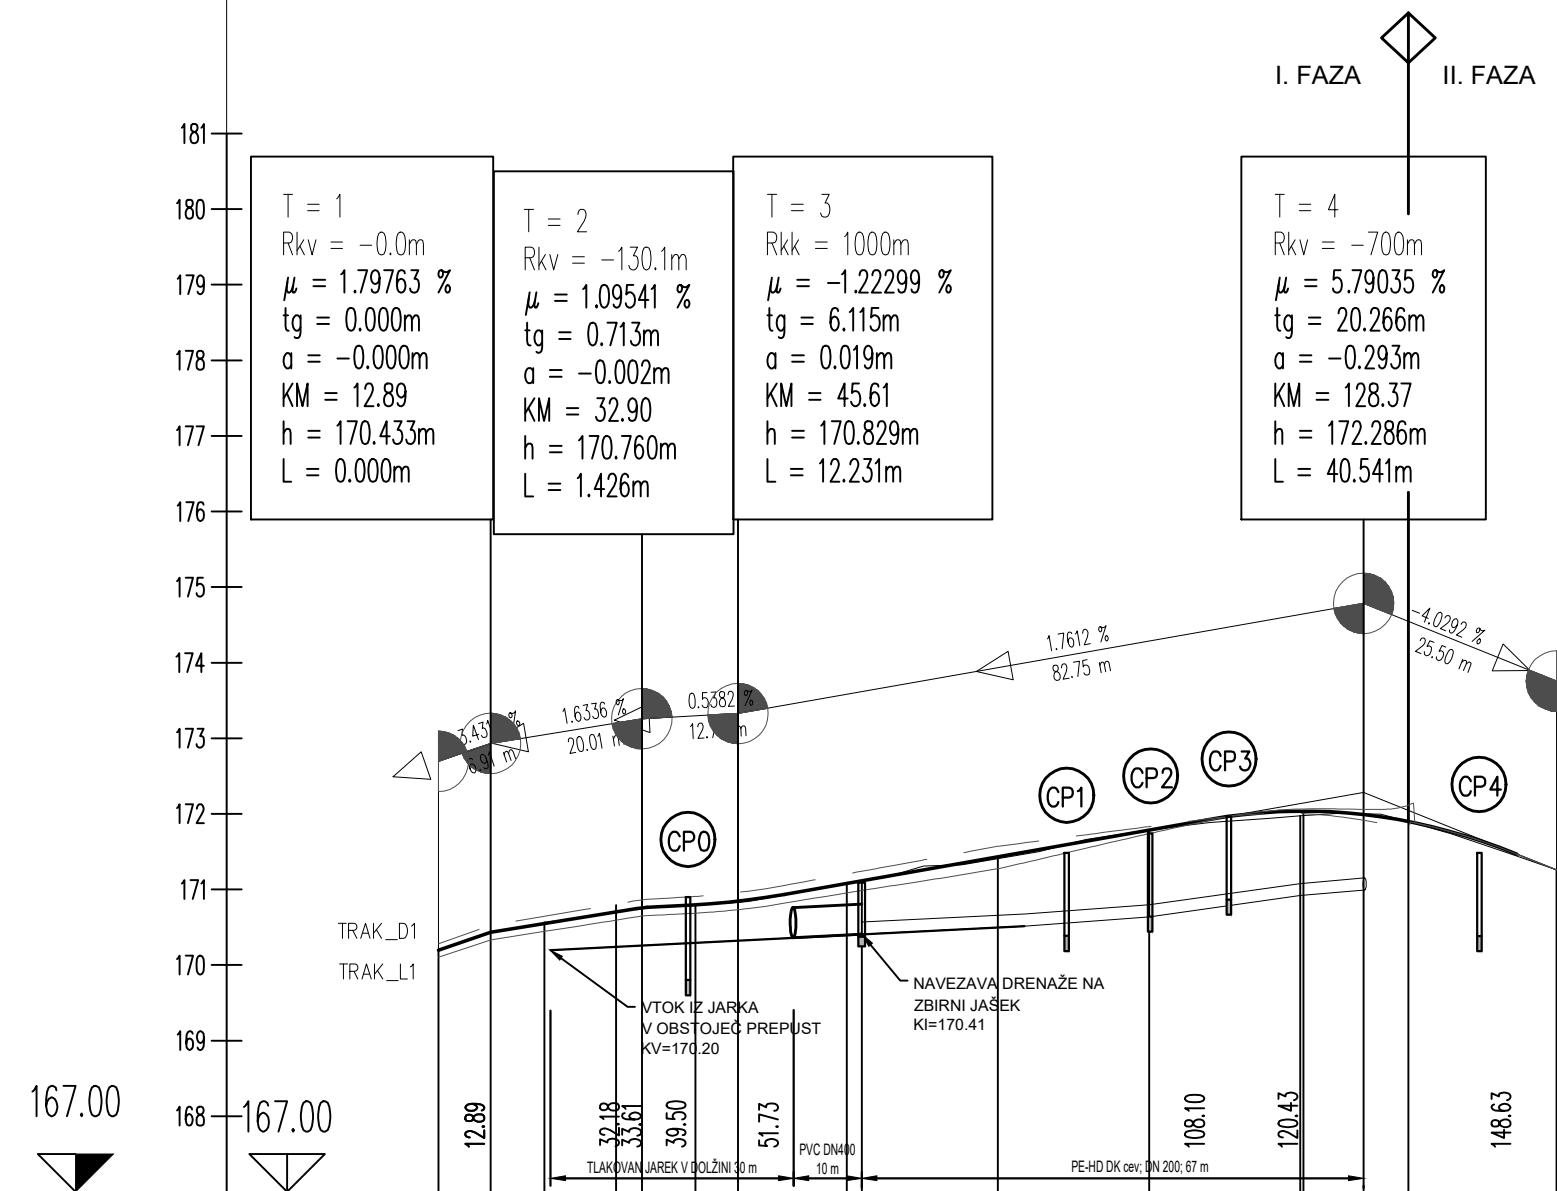 I. FAZA
II. FAZA
181
180
179
178
177
176
175
174
173
172
171
170
169
168
T = 1
Rkv = -0.0m
μ = 1.79763 %
tg = 0.000m
a = -0.000m
KM = 12.89
h = 170.433m
L = 0.000m
T = 2
Rkv = -130.1m
μ = 1.09541 %
tg = 0.713m
a = -0.002m
KM = 32.90
h = 170.760m
L = 1.426m
T = 3
Rkk = 1000m
μ = -1.22299 %
tg = 6.115m
a = 0.019m
KM = 45.61
h = 170.829m
L = 12.231m
T = 4
Rkv = -700m
μ = 5.79035 %
tg = 20.266m
a = -0.293m
KM = 128.37
h = 172.286m
L = 40.541m
6.91 m
1.6336 %
20.01 m
0.5382 %
1.7612 %
82.75 m
-4.0292 %
25.50 m
CP0
CP1
CP2
CP3
CP4
TRAK_D1
TRAK_L1
VTOK IZ JARKA
V OBSTOJEČ PREPUST
KV=170.20
NAVEZAVA DRENAŽE NA
ZBIRNI JAŠEK
KI=170.41
167.00
167.00
12.89
32.18
33.61
39.50
51.73
108.10
120.43
148.63
TLAKOVAN JAREK V DOLŽINI 30 m
PVC DN400
10 m
PE-HD DK cev; DN 200; 67 m